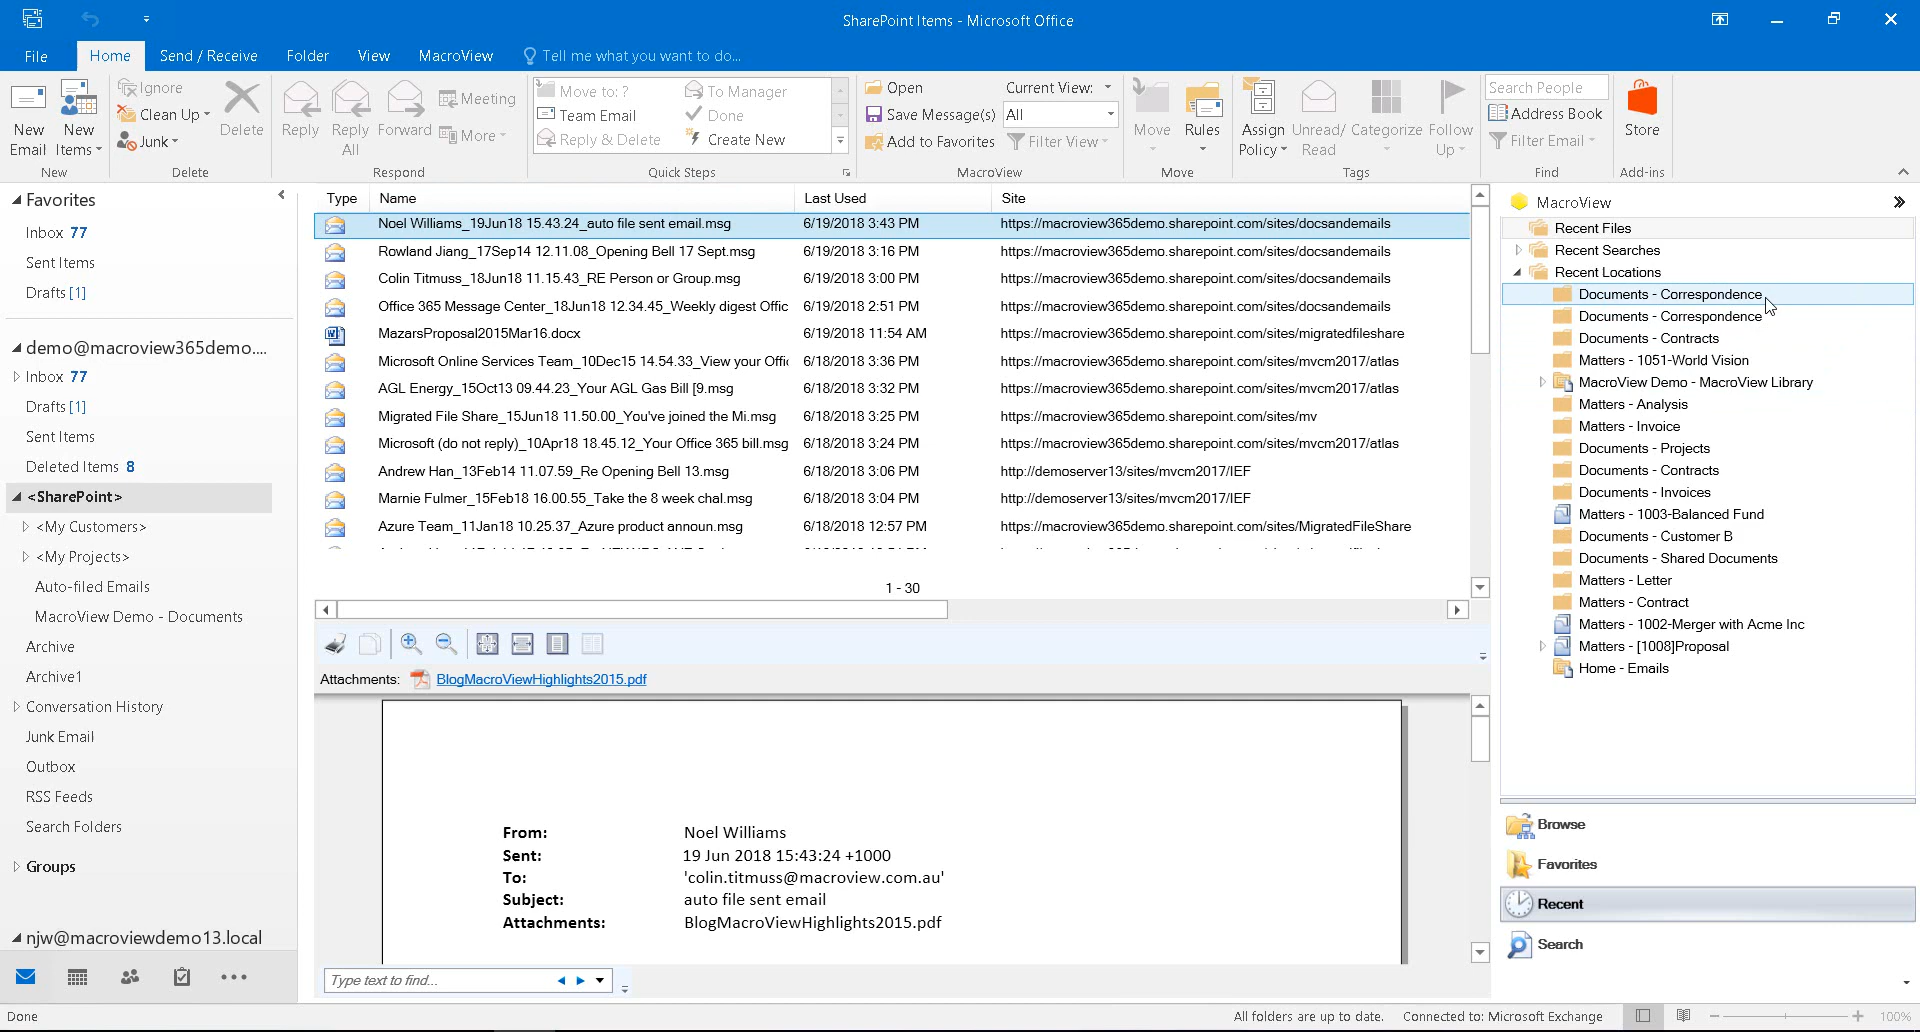 SharePoint Items - Microsoft Office
File
Home
Send / Receive
Folder
View
MacroView
Tell me what you want to do...
New Email
New Items
New
Ignore
Clean Up
Junk
Delete
Delete
Reply
Reply All
Forward
Meeting
More
Respond
Move to: ?
To Manager
Team Email
Done
Reply & Delete
Create New
Quick Steps
Open
Save Message(s)
Add to Favorites
Current View:
All
Filter View
MacroView
Move
Rules
Move
Assign Policy
Unread/ Read
Categorize
Follow Up
Tags
Search People
Address Book
Filter Email
Find
Store
Add-ins
Favorites
Inbox 77
Sent Items
Drafts [1]
demo@macroview365demo....
Inbox 77
Drafts [1]
Sent Items
Deleted Items 8
<SharePoint>
<My Customers>
<My Projects>
Auto-filed Emails
MacroView Demo - Documents
Archive
Archive1
Conversation History
Junk Email
Outbox
RSS Feeds
Search Folders
Groups
njw@macroviewdemo13.local
Type Name Last Used Site
Noel Williams_19Jun18 15.43.24_auto file sent email.msg 6/19/2018 3:43 PM https://macroview365demo.sharepoint.com/sites/docsandemails
Rowland Jiang_17Sep14 12.11.08_Opening Bell 17 Sept.msg 6/19/2018 3:16 PM https://macroview365demo.sharepoint.com/sites/docsandemails
Colin Titmuss_18Jun18 11.15.43_RE Person or Group.msg 6/19/2018 3:00 PM https://macroview365demo.sharepoint.com/sites/docsandemails
Office 365 Message Center_18Jun18 12.34.45_Weekly digest Offic 6/19/2018 2:51 PM https://macroview365demo.sharepoint.com/sites/docsandemails
MazarsProposal2015Mar16.docx 6/19/2018 11:54 AM https://macroview365demo.sharepoint.com/sites/migratedfileshare
Microsoft Online Services Team_10Dec15 14.54.33_View your Offic 6/18/2018 3:36 PM https://macroview365demo.sharepoint.com/sites/mvcm2017/atlas
AGL Energy_15Oct13 09.44.23_Your AGL Gas Bill [9.msg 6/18/2018 3:32 PM https://macroview365demo.sharepoint.com/sites/mvcm2017/atlas
Migrated File Share_15Jun18 11.50.00_You've joined the Mi.msg 6/18/2018 3:25 PM https://macroview365demo.sharepoint.com/sites/mv
Microsoft (do not reply)_10Apr18 18.45.12_Your Office 365 bill.msg 6/18/2018 3:24 PM https://macroview365demo.sharepoint.com/sites/mvcm2017/atlas
Andrew Han_13Feb14 11.07.59_Re Opening Bell 13.msg 6/18/2018 3:06 PM http://demoserver13/sites/mvcm2017/IEF
Marnie Fulmer_15Feb18 16.00.55_Take the 8 week chal.msg 6/18/2018 3:04 PM http://demoserver13/sites/mvcm2017/IEF
Azure Team_11Jan18 10.25.37_Azure product announ.msg 6/18/2018 12:57 PM https://macroview365demo.sharepoint.com/sites/MigratedFileShare
1 - 30
Attachments: BlogMacroViewHighlights2015.pdf
From: Noel Williams
Sent: 19 Jun 2018 15:43:24 +1000
To: 'colin.titmuss@macroview.com.au'
Subject: auto file sent email
Attachments: BlogMacroViewHighlights2015.pdf
Type text to find...
MacroView
Recent Files
Recent Searches
Recent Locations
Documents - Correspondence
Documents - Correspondence
Documents - Contracts
Matters - 1051-World Vision
MacroView Demo - MacroView Library
Matters - Analysis
Matters - Invoice
Documents - Projects
Documents - Contracts
Documents - Invoices
Matters - 1003-Balanced Fund
Documents - Customer B
Documents - Shared Documents
Matters - Letter
Matters - Contract
Matters - 1002-Merger with Acme Inc
Matters - [1008]Proposal
Home - Emails
Browse
Favorites
Recent
Search
Done
All folders are up to date.
Connected to: Microsoft Exchange
100%